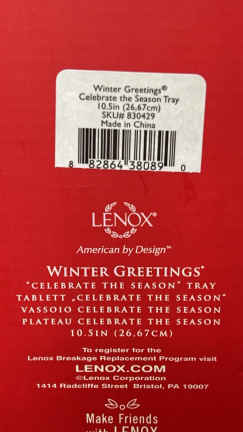 Winter Greetings®
Celebrate the Season Tray
10.5in (26.67cm)
SKU# 830429
Made in China
8 82864 38089 0
LENOX®
American by Design™
WINTER GREETINGS®
"CELEBRATE THE SEASON" TRAY
TABLETT „CELEBRATE THE SEASON"
VASSOIO CELEBRATE THE SEASON
PLATEAU CELEBRATE THE SEASON
10.5IN (26.67CM)
To register for the
Lenox Breakage Replacement Program visit
LENOX.COM
©Lenox Corporation
1414 Radcliffe Street Bristol, PA 19007
Make Friends
with LENOX